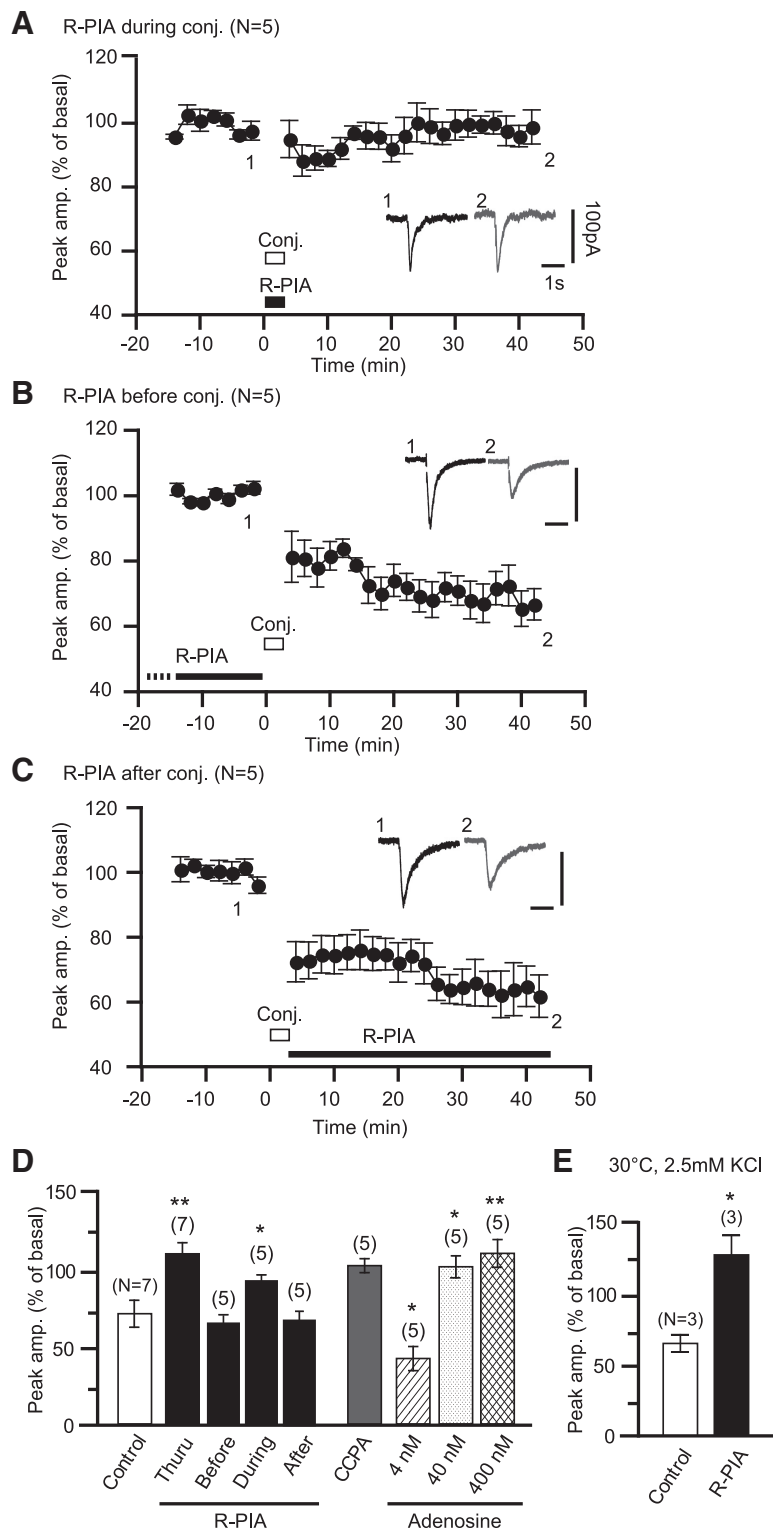 A R-PIA during conj. (N=5)
120
100
80
60
40
Peak amp. (% of basal)
1
2
1 2
100pA
1s
Conj.
R-PIA
-20 -10 0 10 20 30 40 50
Time (min)
B R-PIA before conj. (N=5)
120
100
80
60
40
Peak amp. (% of basal)
1 2
1
2
Conj.
R-PIA
-20 -10 0 10 20 30 40 50
Time (min)
C R-PIA after conj. (N=5)
120
100
80
60
40
Peak amp. (% of basal)
1 2
1
2
Conj.
R-PIA
-20 -10 0 10 20 30 40 50
Time (min)
D
150
100
50
0
Peak amp. (% of basal)
(N=7)
**
(7)
(5)
*
(5)
(5)
(5)
*
(5)
*
(5)
**
(5)
Control Thuru Before During After CCPA 4 nM 40 nM 400 nM
R-PIA Adenosine
E 30°C, 2.5mM KCl
150
100
50
0
Peak amp. (% of basal)
(N=3)
*
(3)
Control R-PIA